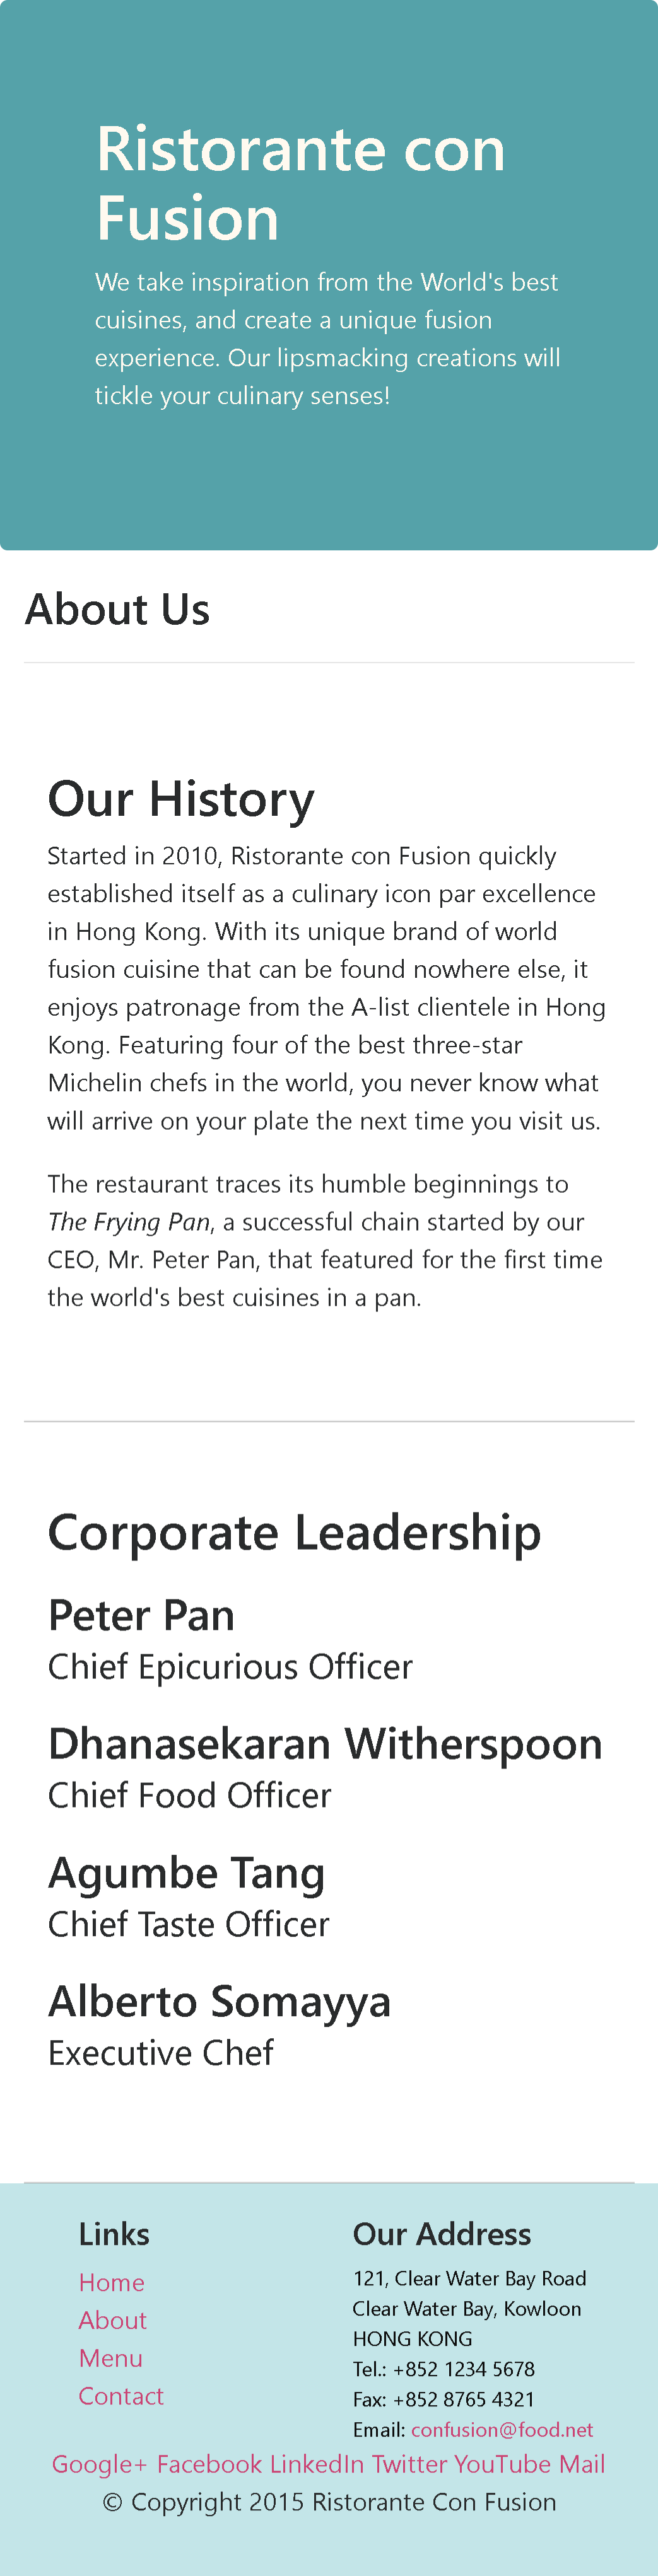 Ristorante con
Fusion
We take inspiration from the World's best
cuisines, and create a unique fusion
experience. Our lipsmacking creations will
tickle your culinary senses!
About Us
Our History
Started in 2010, Ristorante con Fusion quickly
established itself as a culinary icon par excellence
in Hong Kong. With its unique brand of world
fusion cuisine that can be found nowhere else, it
enjoys patronage from the A-list clientele in Hong
Kong. Featuring four of the best three-star
Michelin chefs in the world, you never know what
will arrive on your plate the next time you visit us.
The restaurant traces its humble beginnings to
The Frying Pan, a successful chain started by our
CEO, Mr. Peter Pan, that featured for the first time
the world's best cuisines in a pan.
Corporate Leadership
Peter Pan
Chief Epicurious Officer
Dhanasekaran Witherspoon
Chief Food Officer
Agumbe Tang
Chief Taste Officer
Alberto Somayya
Executive Chef
Links
Home
About
Menu
Contact
Our Address
121, Clear Water Bay Road
Clear Water Bay, Kowloon
HONG KONG
Tel.: +852 1234 5678
Fax: +852 8765 4321
Email: confusion@food.net
Google+ Facebook LinkedIn Twitter YouTube Mail
© Copyright 2015 Ristorante Con Fusion